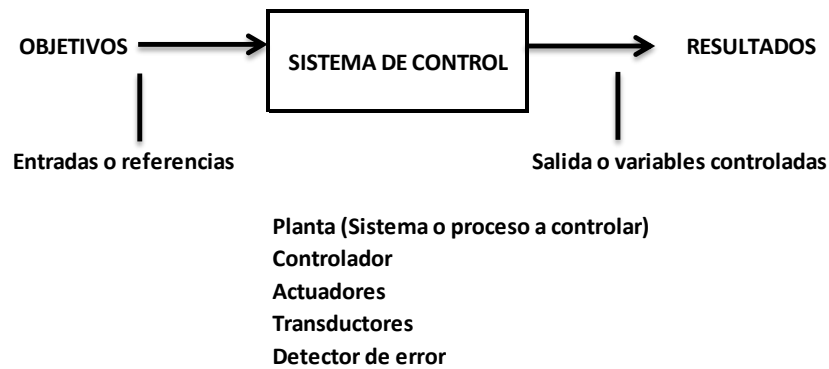 OBJETIVOS
SISTEMA DE CONTROL
RESULTADOS
Entradas o referencias
Salida o variables controladas
Planta (Sistema o proceso a controlar)
Controlador
Actuadores
Transductores
Detector de error